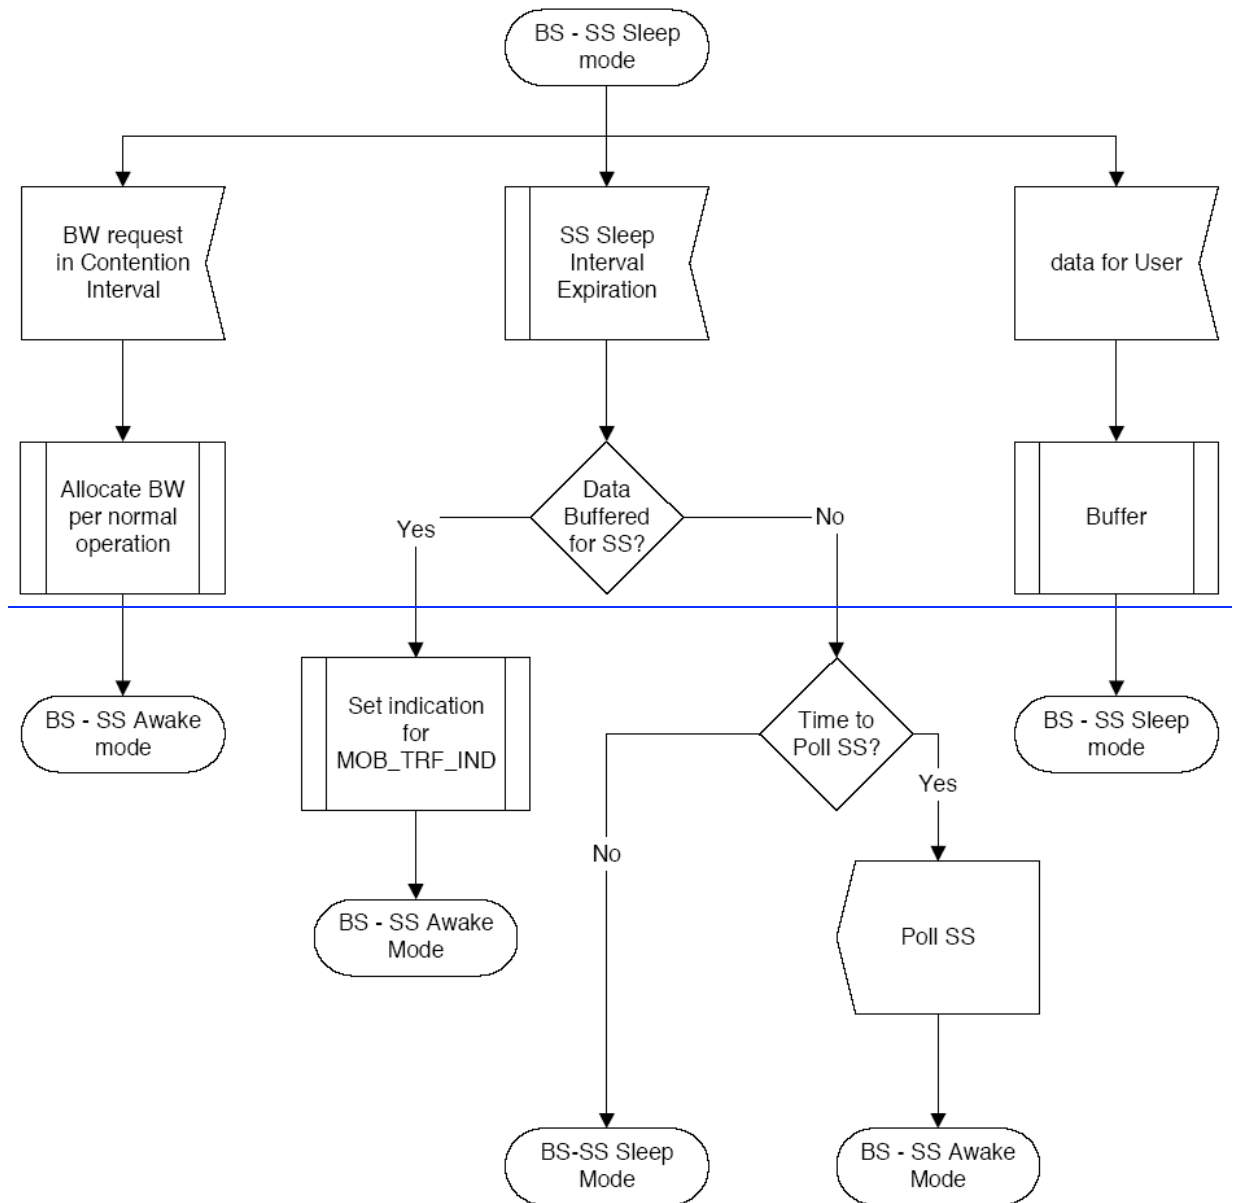 BS - SS Sleep
mode
BW request
in Contention
Interval
SS Sleep
Interval
Expiration
data for User
Allocate BW
per normal
operation
Data
Buffered
for SS?
Buffer
Yes
No
BS - SS Awake
mode
Set indication
for
MOB_TRF_IND
Time to
Poll SS?
BS - SS Sleep
mode
Yes
No
BS - SS Awake
Mode
Poll SS
BS-SS Sleep
Mode
BS - SS Awake
Mode